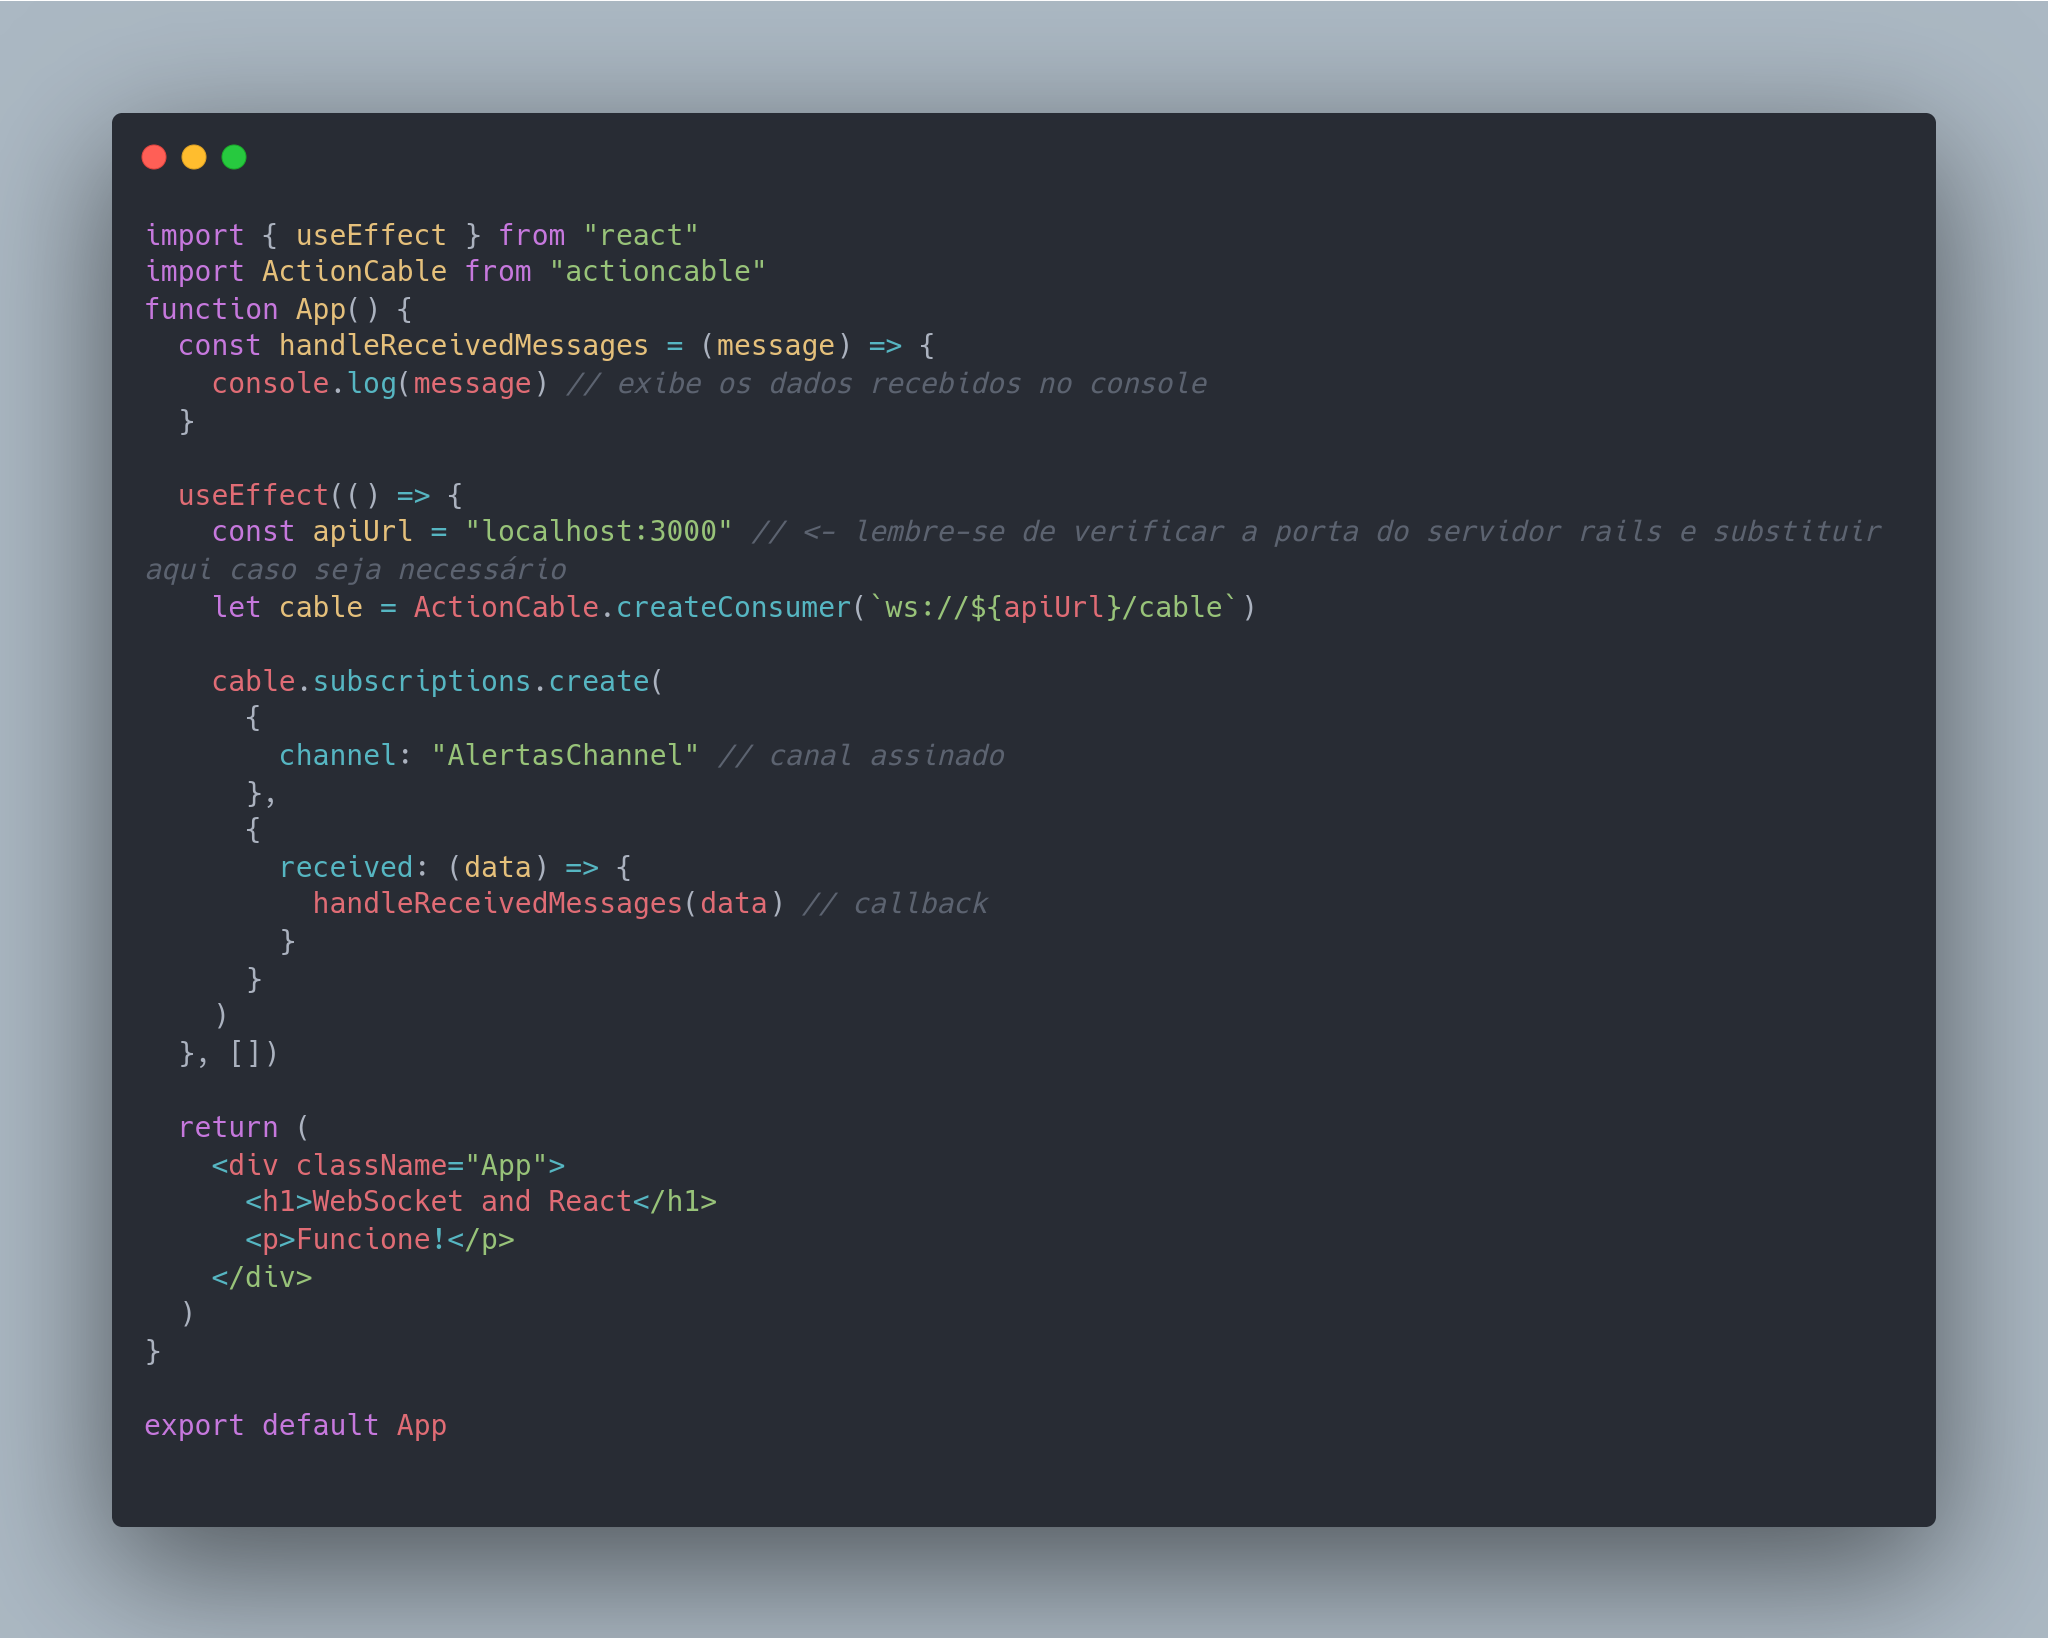 import { useEffect } from "react"
import ActionCable from "actioncable"
function App() {
  const handleReceivedMessages = (message) => {
    console.log(message) // exibe os dados recebidos no console
  }

  useEffect(() => {
    const apiUrl = "localhost:3000" // <- lembre-se de verificar a porta do servidor rails e substituir
aqui caso seja necessário
    let cable = ActionCable.createConsumer(`ws://${apiUrl}/cable`)

    cable.subscriptions.create(
      {
        channel: "AlertasChannel" // canal assinado
      },
      {
        received: (data) => {
          handleReceivedMessages(data) // callback
        }
      }
    )
  }, [])

  return (
    <div className="App">
      <h1>WebSocket and React</h1>
      <p>Funcione!</p>
    </div>
  )
}

export default App